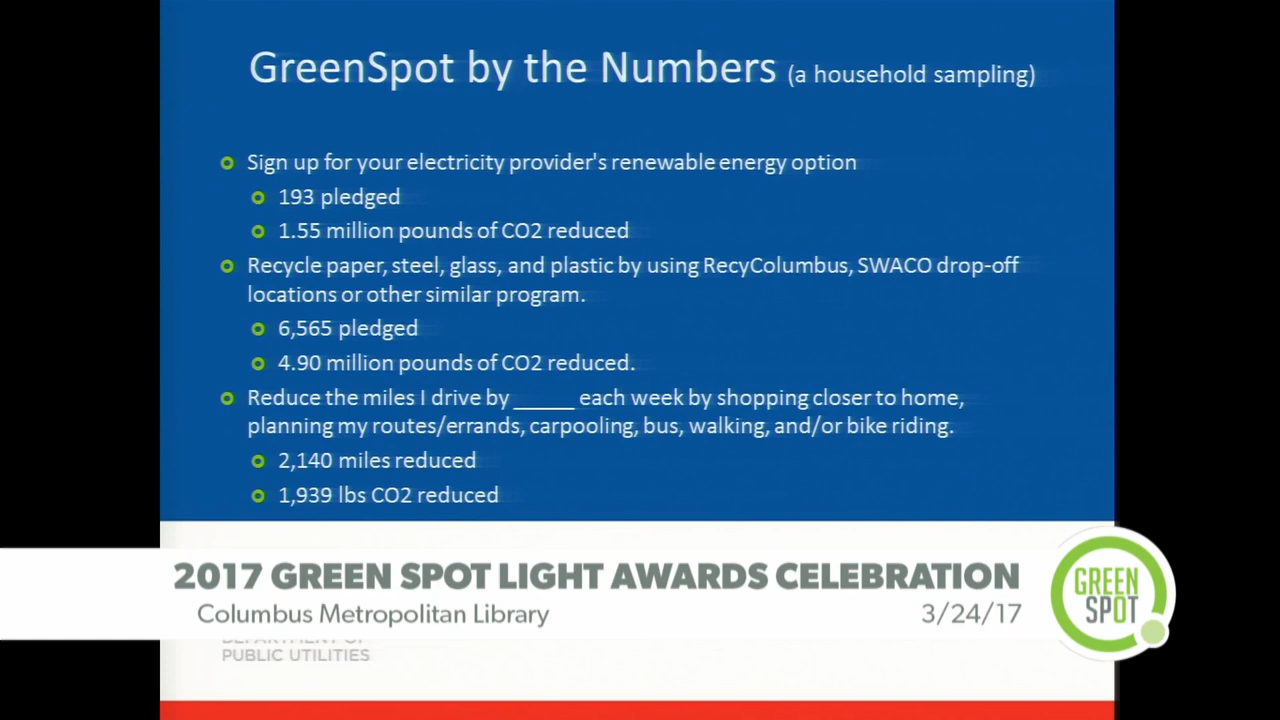 GreenSpot by the Numbers (a household sampling)
Sign up for your electricity provider's renewable energy option
193 pledged
1.55 million pounds of CO2 reduced
Recycle paper, steel, glass, and plastic by using RecyColumbus, SWACO drop-off
locations or other similar program.
6,565 pledged
4.90 million pounds of CO2 reduced.
Reduce the miles I drive by _____ each week by shopping closer to home,
planning my routes/errands, carpooling, bus, walking, and/or bike riding.
2,140 miles reduced
1,939 lbs CO2 reduced
2017 GREEN SPOT LIGHT AWARDS CELEBRATION
Columbus Metropolitan Library 3/24/17
GREEN
SPOT
DEPARTMENT OF
PUBLIC UTILITIES